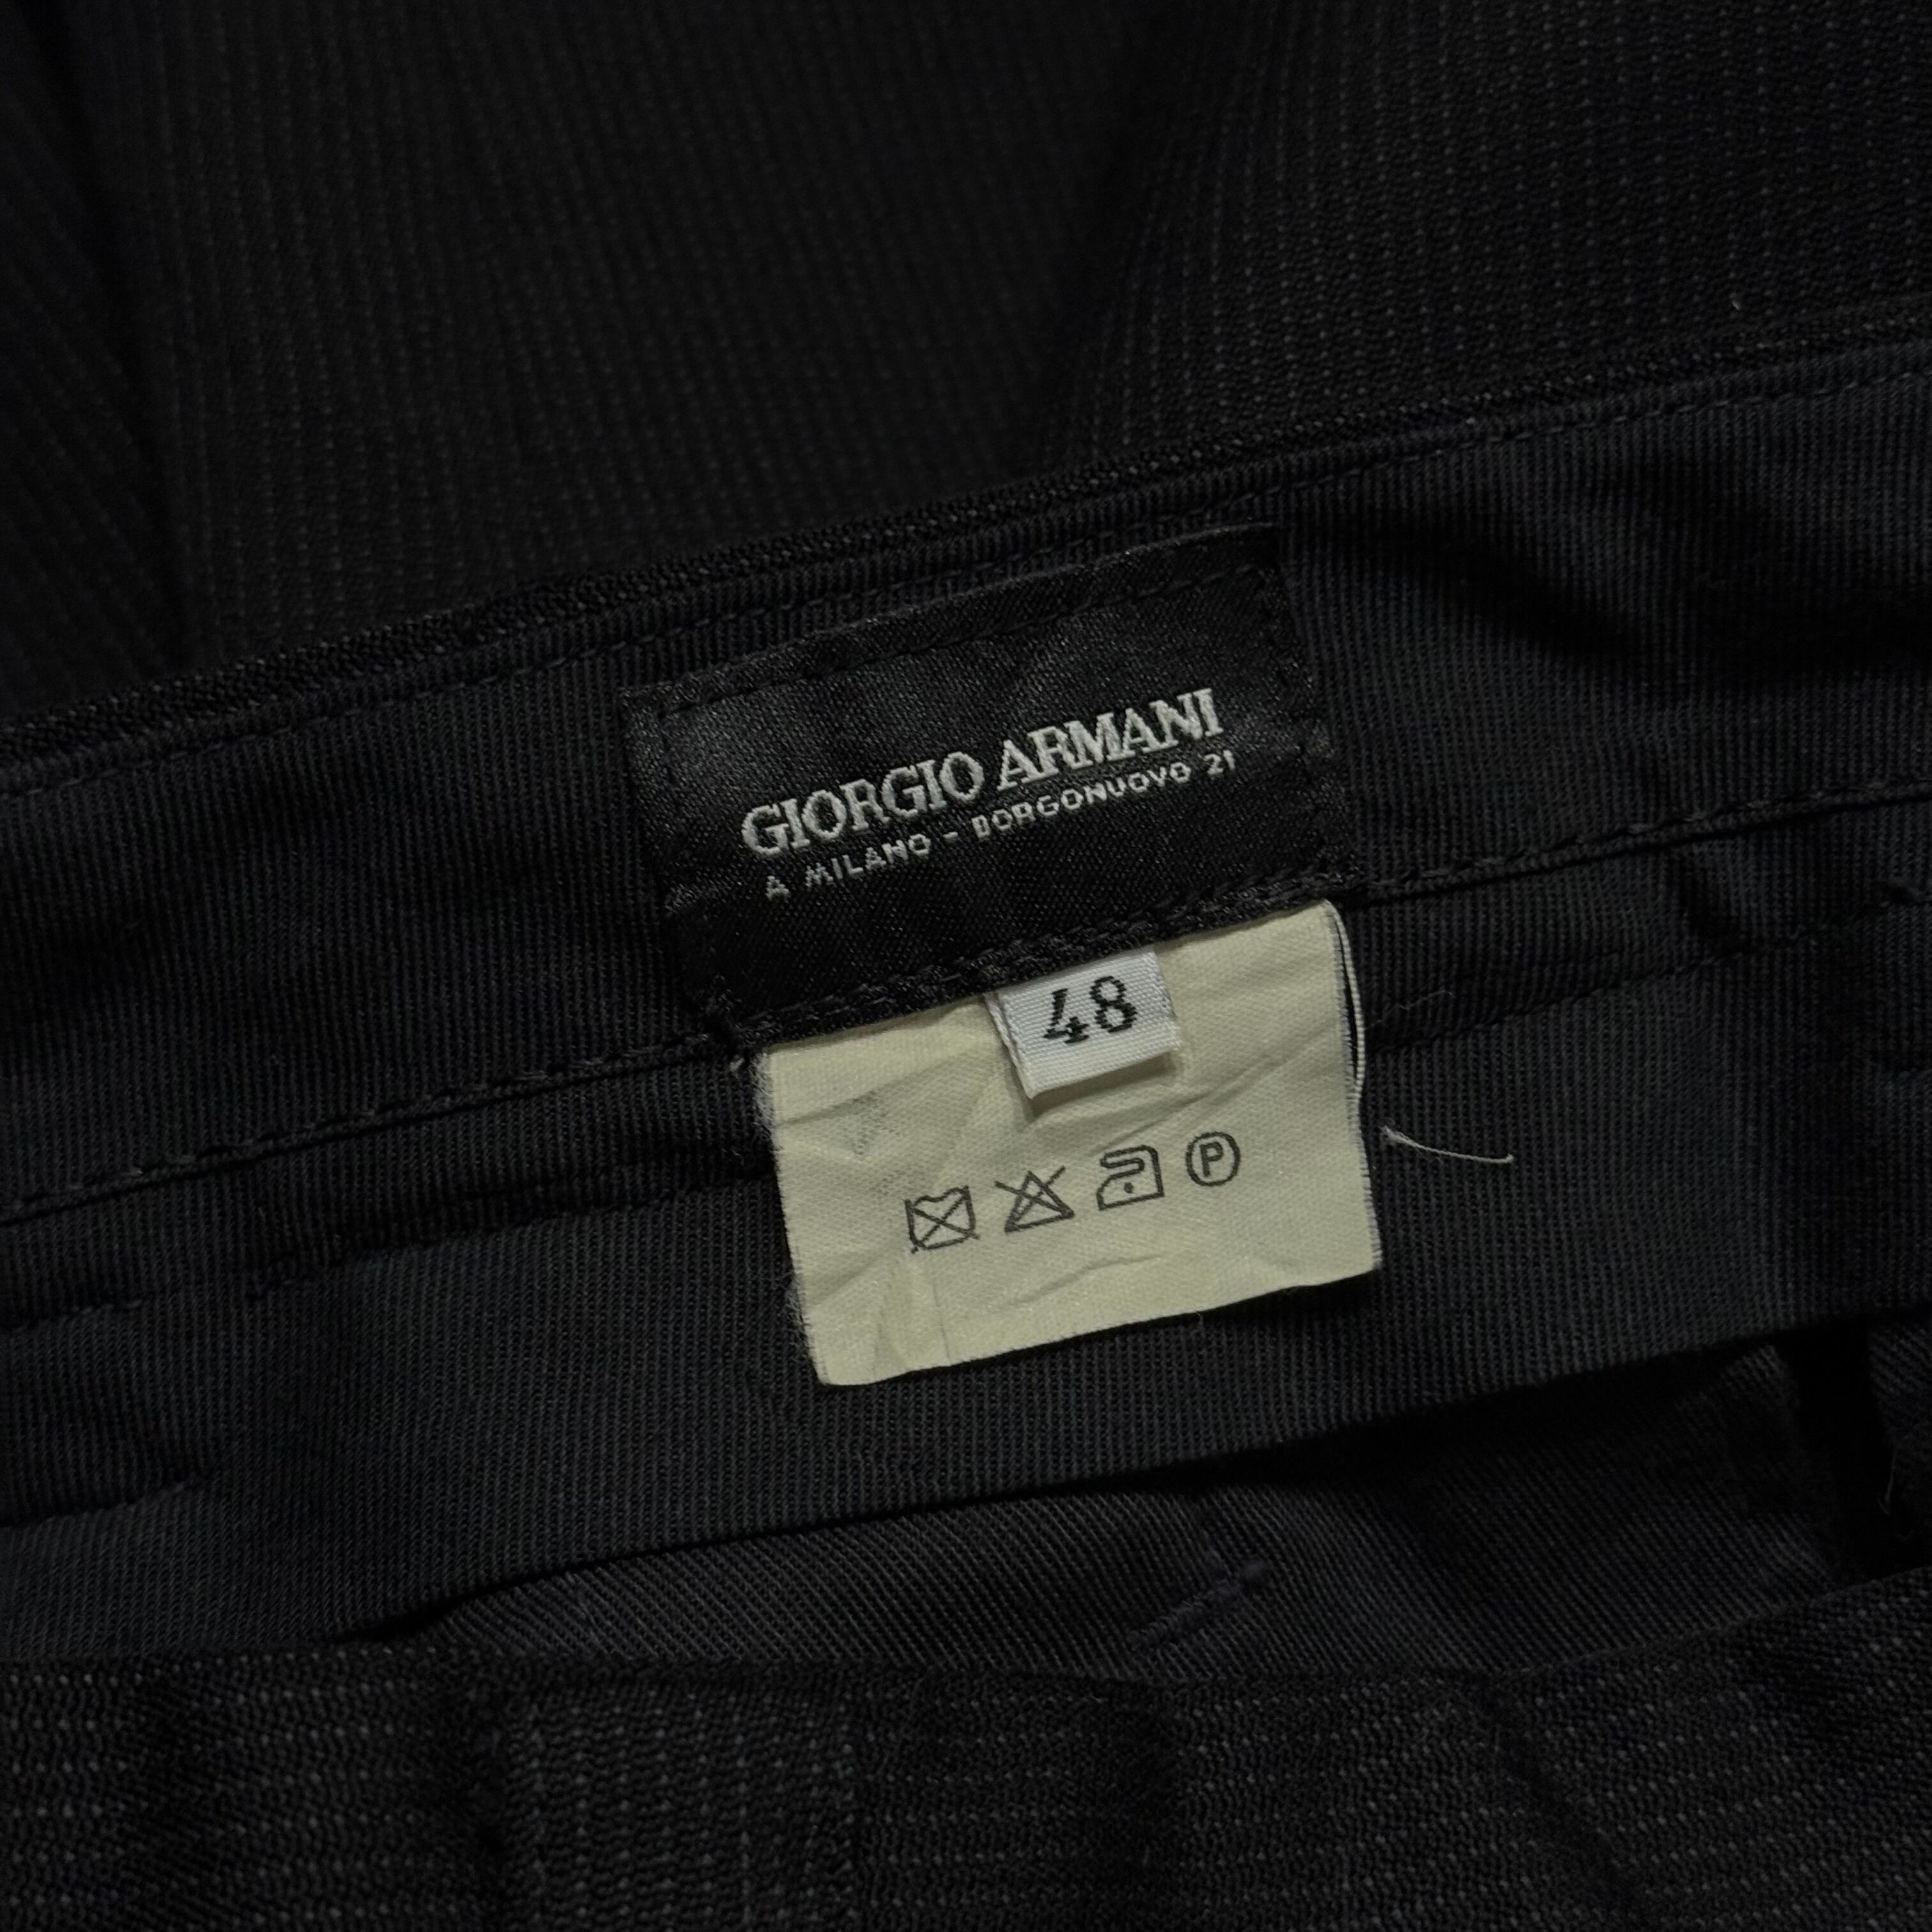 GIORGIO ARMANI
A MILANO - BORGONUOVO 21
48
P